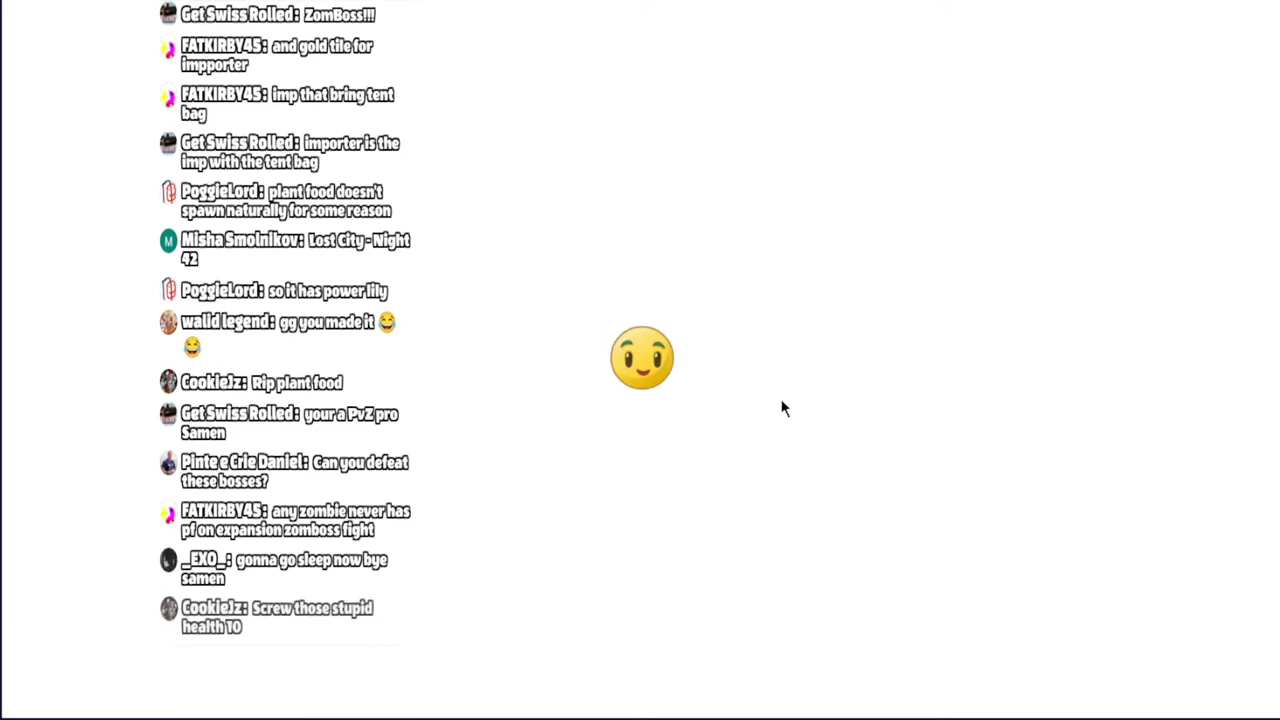 Get Swiss Rolled: ZomBoss!!!
FATKIRBY45: and gold tile for
impporter
FATKIRBY45: imp that bring tent
bag
Get Swiss Rolled: importer is the
imp with the tent bag
PoggieLord: plant food doesn't
spawn naturally for some reason
M Misha Smolnikov: Lost City - Night
42
PoggieLord: so it has power lily
walid legend: gg you made it 😂
😂
CookieJz: Rip plant food
Get Swiss Rolled: your a PvZ pro
Samen
Pinte e Crie Daniel: Can you defeat
these bosses?
FATKIRBY45: any zombie never has
pf on expansion zomboss fight
_EXO_: gonna go sleep now bye
samen
CookieJz: Screw those stupid
health 10